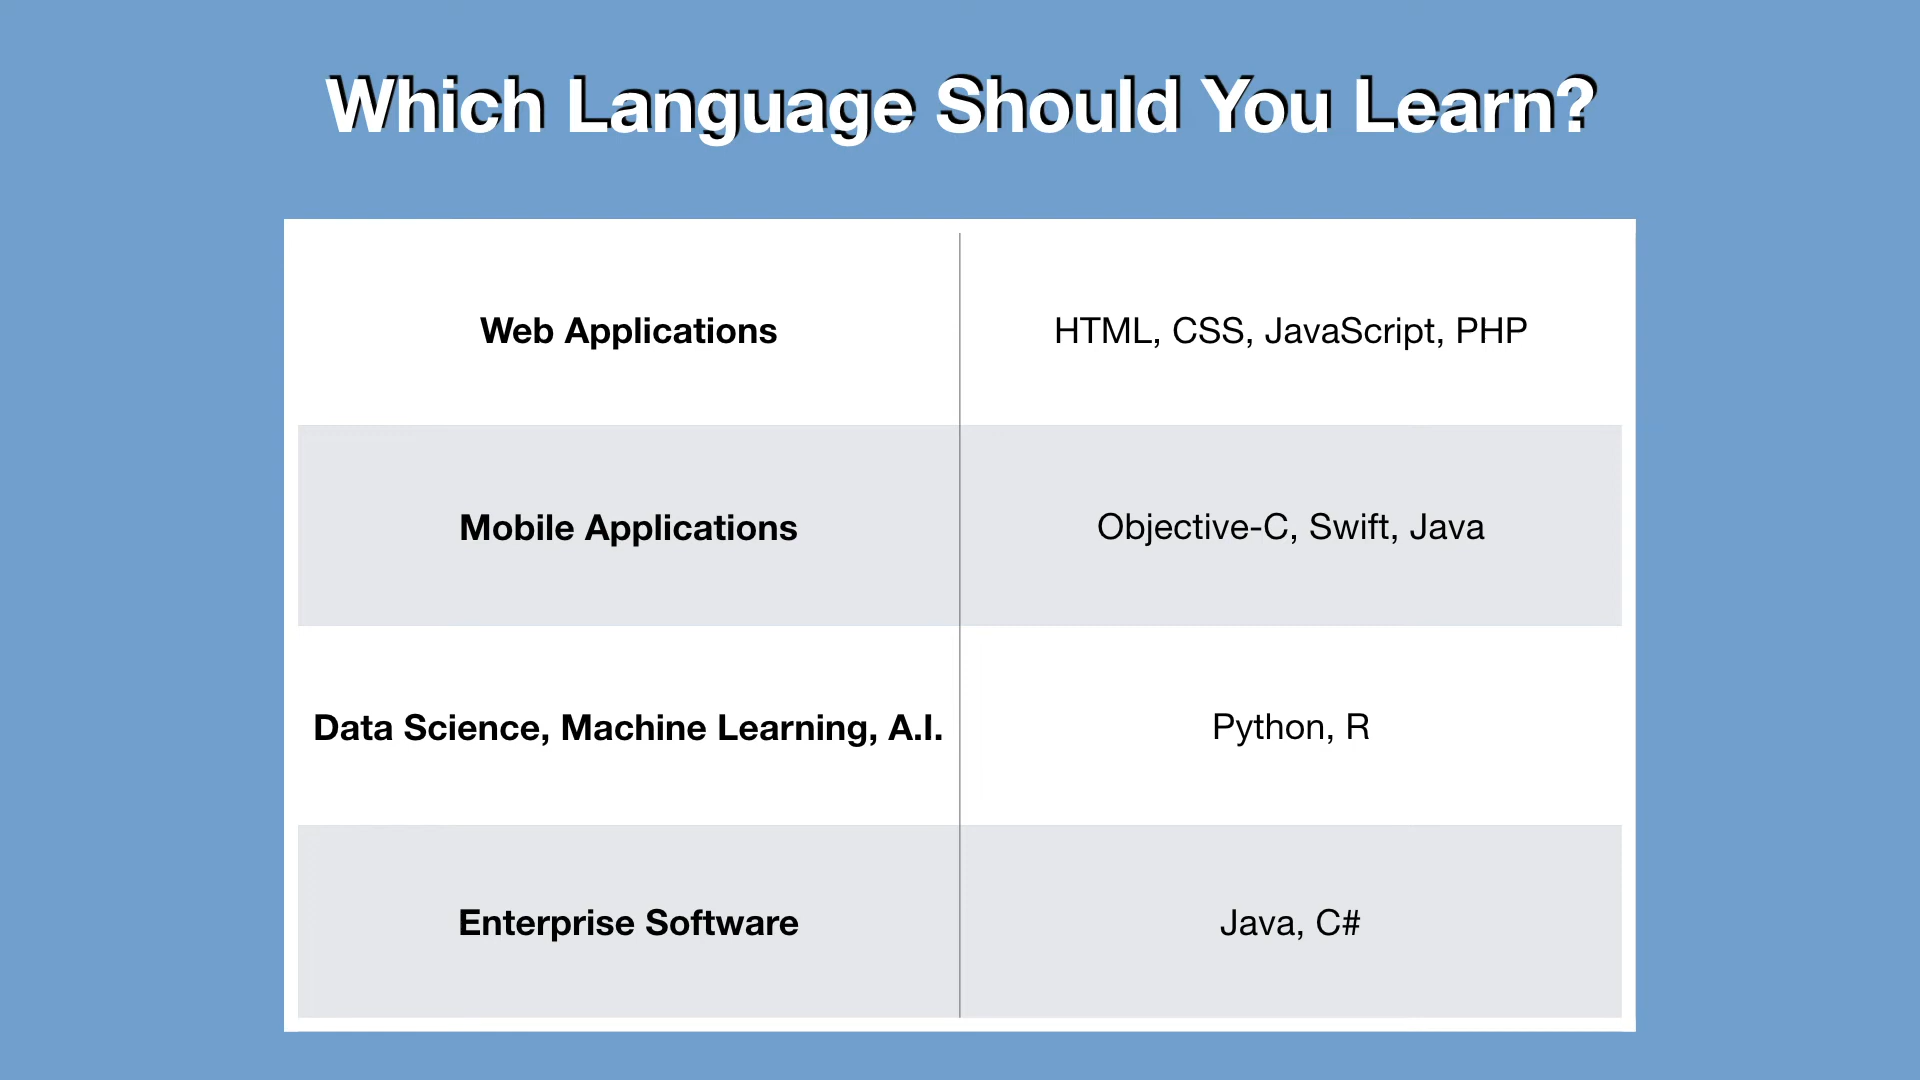 Which Language Should You Learn?
Web Applications
HTML, CSS, JavaScript, PHP
Mobile Applications
Objective-C, Swift, Java
Data Science, Machine Learning, A.I.
Python, R
Enterprise Software
Java, C#